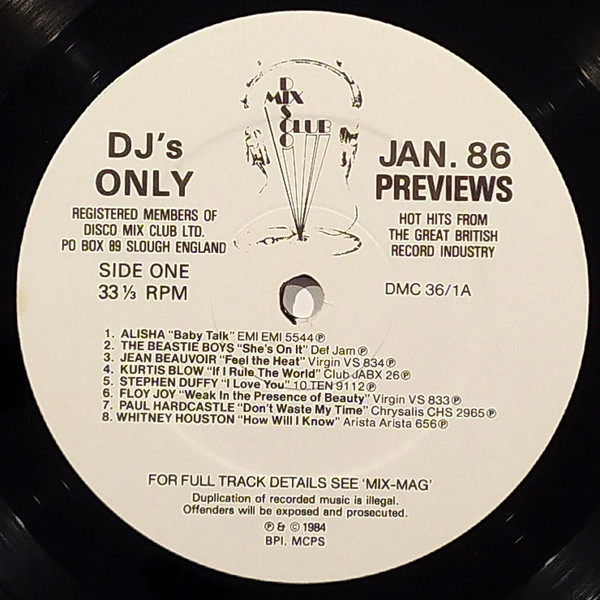 DISCO
MIX
CLUB
DJ's
ONLY
REGISTERED MEMBERS OF
DISCO MIX CLUB LTD.
PO BOX 89 SLOUGH ENGLAND
SIDE ONE
33 ⅓ RPM
JAN. 86
PREVIEWS
HOT HITS FROM
THE GREAT BRITISH
RECORD INDUSTRY
DMC 36/1A
1. ALISHA "Baby Talk" EMI EMI 5544℗
2. THE BEASTIE BOYS "She's On It" Def Jam℗
3. JEAN BEAUVOIR "Feel the Heat" Virgin VS 834℗
4. KURTIS BLOW "If I Rule The World" Club JABX 26℗
5. STEPHEN DUFFY "I Love You" 10 TEN 9112℗
6. FLOY JOY "Weak In the Presence of Beauty" Virgin VS 833℗
7. PAUL HARDCASTLE "Don't Waste My Time" Chrysalis CHS 2965℗
8. WHITNEY HOUSTON "How Will I Know" Arista Arista 656℗
FOR FULL TRACK DETAILS SEE 'MIX-MAG'
Duplication of recorded music is illegal.
Offenders will be exposed and prosecuted.
℗ & © 1984
BPI. MCPS